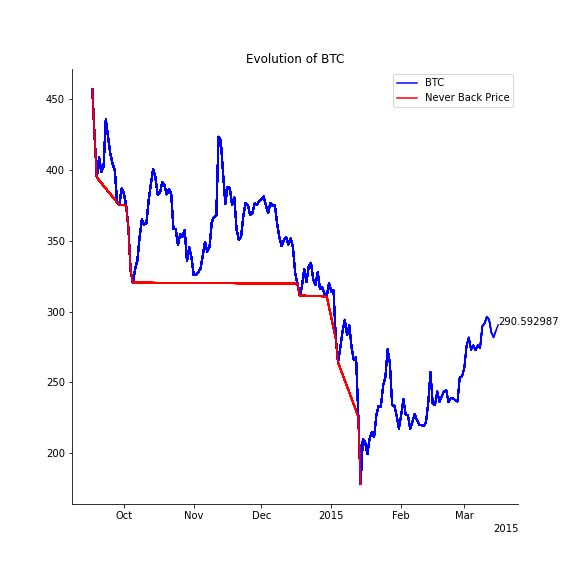 Evolution of BTC
BTC
Never Back Price
450
400
350
300
250
200
290.592987
Oct
Nov
Dec
2015
Feb
Mar
2015